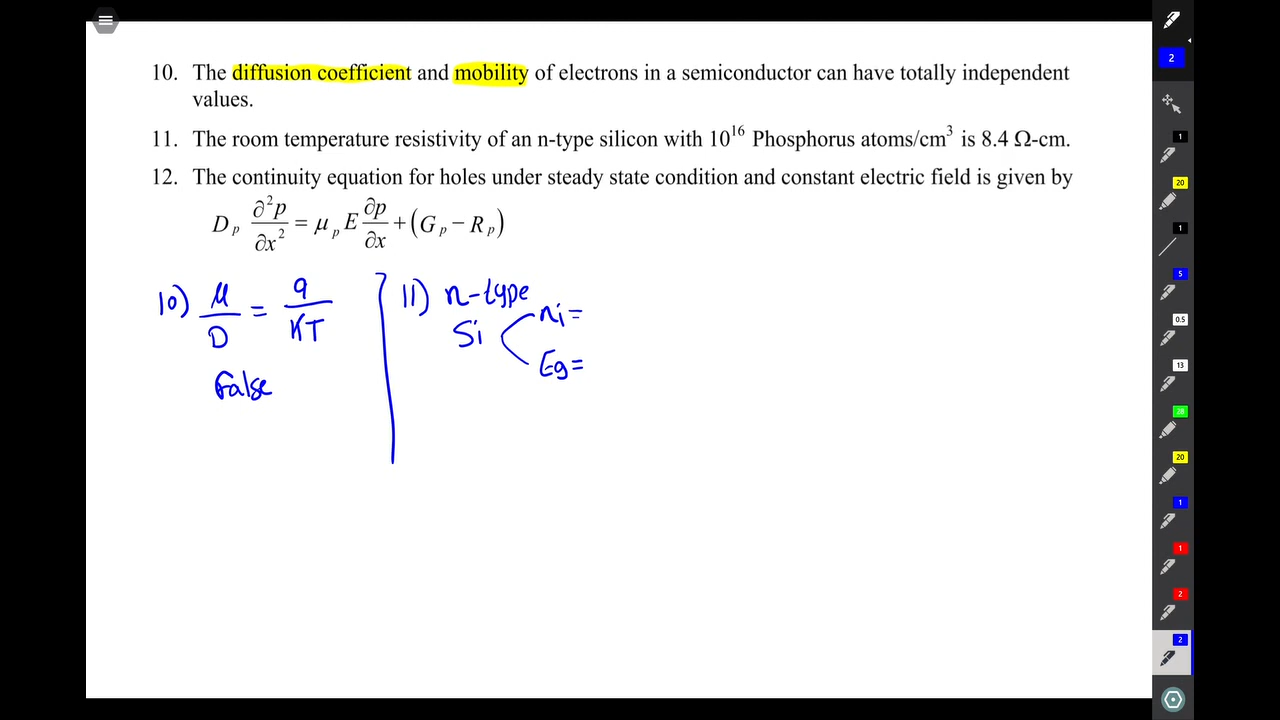 10. The diffusion coefficient and mobility of electrons in a semiconductor can have totally independent
values.
11. The room temperature resistivity of an n-type silicon with 10^16 Phosphorus atoms/cm^3 is 8.4 Ω-cm.
12. The continuity equation for holes under steady state condition and constant electric field is given by
D_p ∂²p/∂x² = μ_p E ∂p/∂x + (G_p − R_p)
10) μ/D = q/KT
False
11) n-type
Si
ni=
Eg=
2
1
20
1
5
0.5
13
28
20
1
1
2
2